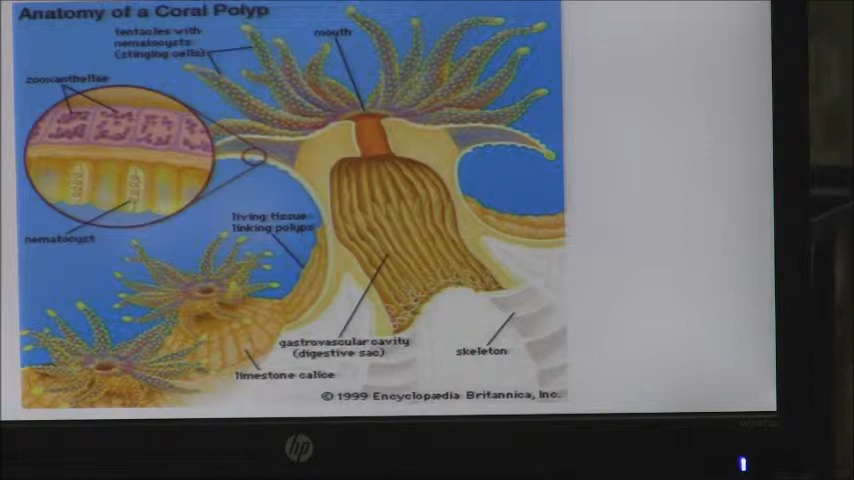 Anatomy of a Coral Polyp
tentacles with
nematocysts
(stinging cells)
mouth
zooxanthellae
nematocyst
living tissue
linking polyps
gastrovascular cavity
(digestive sac)
skeleton
limestone calice
© 1999 Encyclopædia Britannica, Inc.
hp